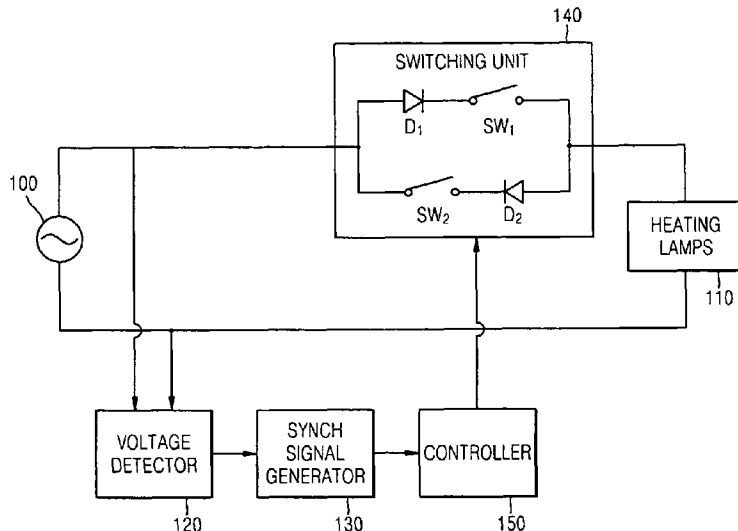 140
SWITCHING UNIT
D1
SW1
100
SW2
D2
HEATING
LAMPS
110
VOLTAGE
DETECTOR
SYNCH
SIGNAL
GENERATOR
CONTROLLER
120
130
150